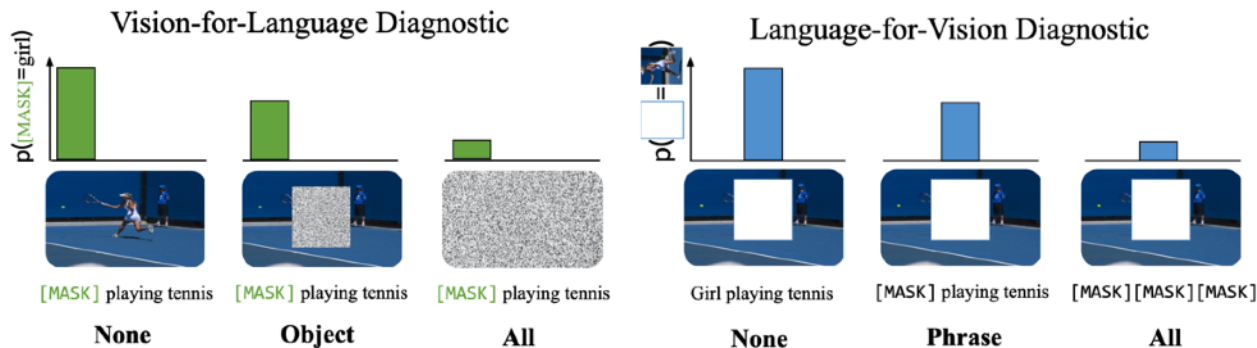 Vision-for-Language Diagnostic
p([MASK]=girl)
[MASK] playing tennis
[MASK] playing tennis
[MASK] playing tennis
None
Object
All
Language-for-Vision Diagnostic
p( = )
Girl playing tennis
[MASK] playing tennis
[MASK][MASK][MASK]
None
Phrase
All